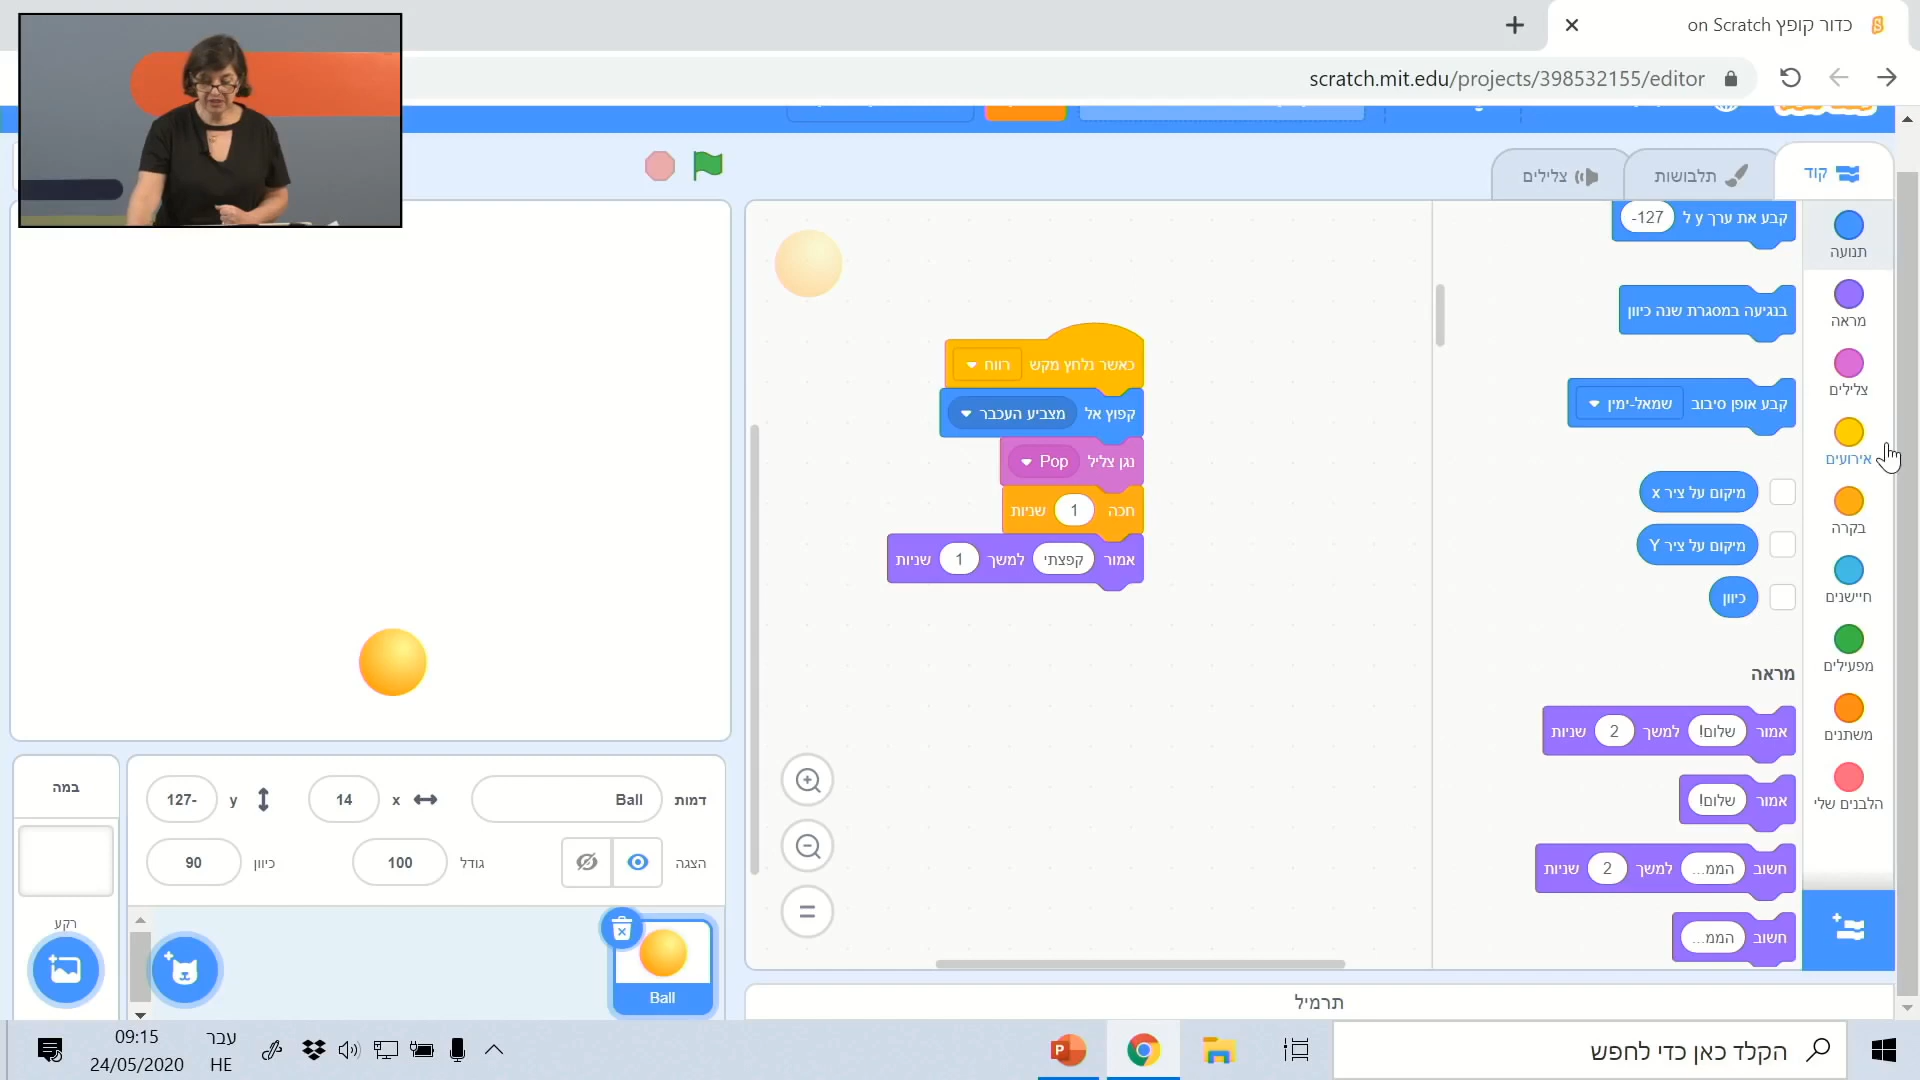 כדור קופץ on Scratch
scratch.mit.edu/projects/398532155/editor
קוד
תלבושות
צלילים
תנועה
מראה
צלילים
אירועים
בקרה
חיישנים
מפעילים
משתנים
הלבנים שלי
קבע את ערך y ל -127
בנגיעה במסגרת שנה כיוון
קבע אופן סיבוב שמאל-ימין
מיקום על ציר x
מיקום על ציר Y
כיוון
מראה
אמור שלום! למשך 2 שניות
אמור שלום!
חשוב הממ... למשך 2 שניות
חשוב הממ...
כאשר נלחץ מקש רווח
קפוץ אל מצביע העכבר
נגן צליל Pop
חכה 1 שניות
אמור קפצתי למשך 1 שניות
תרמיל
דמות Ball x 14 y -127
הצגה גודל 100 כיוון 90
Ball
במה
רקע
הקלד כאן כדי לחפש
עבר
HE
09:15
24/05/2020